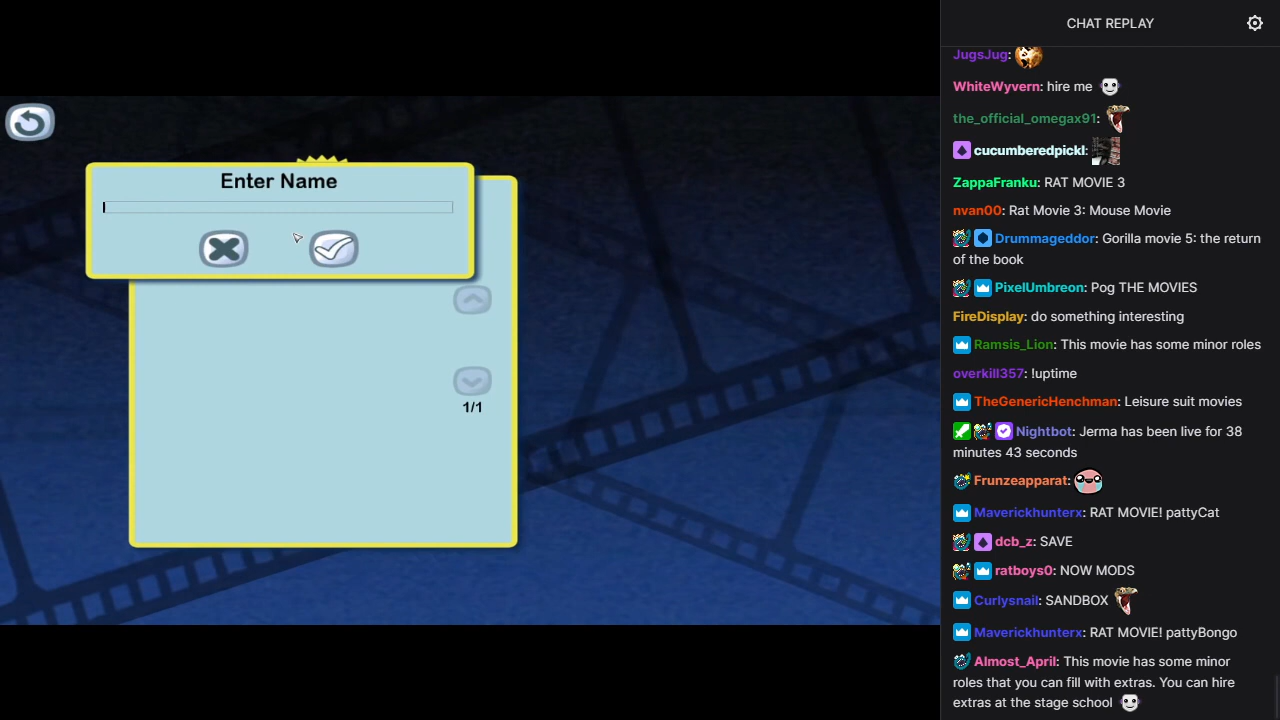 CHAT REPLAY
Enter Name
1/1
JugsJug:
WhiteWyvern: hire me
the_official_omegax91:
cucumberedpickl:
ZappaFranku: RAT MOVIE 3
nvan00: Rat Movie 3: Mouse Movie
Drummageddor: Gorilla movie 5: the return
of the book
PixelUmbreon: Pog THE MOVIES
FireDisplay: do something interesting
Ramsis_Lion: This movie has some minor roles
overkill357: !uptime
TheGenericHenchman: Leisure suit movies
Nightbot: Jerma has been live for 38
minutes 43 seconds
Frunzeapparat:
Maverickhunterx: RAT MOVIE! pattyCat
dcb_z: SAVE
ratboys0: NOW MODS
Curlysnail: SANDBOX
Maverickhunterx: RAT MOVIE! pattyBongo
Almost_April: This movie has some minor
roles that you can fill with extras. You can hire
extras at the stage school